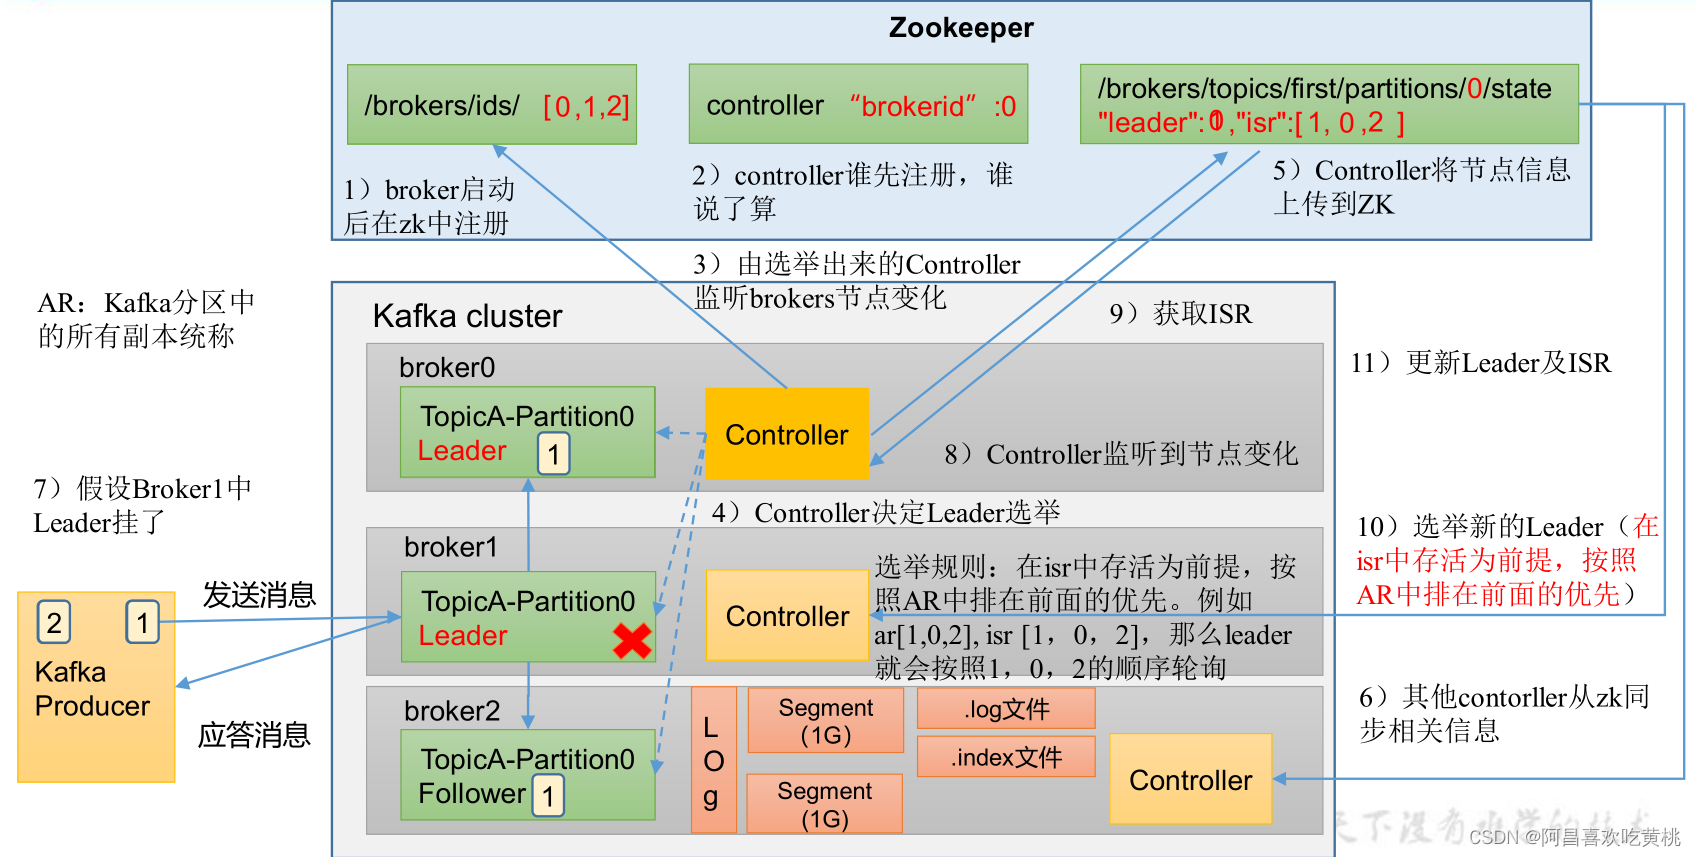 Zookeeper
/brokers/ids/ [0,1,2]
controller “brokerid” :0
/brokers/topics/first/partitions/0/state
"leader": ,"isr":[ 1, 0 ,2 ]
1）broker启动
后在zk中注册
2）controller谁先注册，谁
说了算
5）Controller将节点信息
上传到ZK
3）由选举出来的Controller
监听brokers节点变化
AR：Kafka分区中
的所有副本统称
Kafka cluster
9）获取ISR
broker0
TopicA-Partition0
Leader
1
Controller
11）更新Leader及ISR
8）Controller监听到节点变化
7）假设Broker1中
Leader挂了
4）Controller决定Leader选举
10）选举新的Leader（在
isr中存活为前提，按照
AR中排在前面的优先）
broker1
TopicA-Partition0
Leader
Controller
选举规则：在isr中存活为前提，按
照AR中排在前面的优先。例如
ar[1,0,2], isr [1，0，2]，那么leader
就会按照1，0，2的顺序轮询
发送消息
2 1
Kafka
Producer
应答消息
broker2
TopicA-Partition0
Follower
1
L
O
g
Segment
(1G)
Segment
(1G)
.log文件
.index文件
Controller
6）其他contorller从zk同
步相关信息
天下没有难学的技术
CSDN @阿昌喜欢吃黄桃